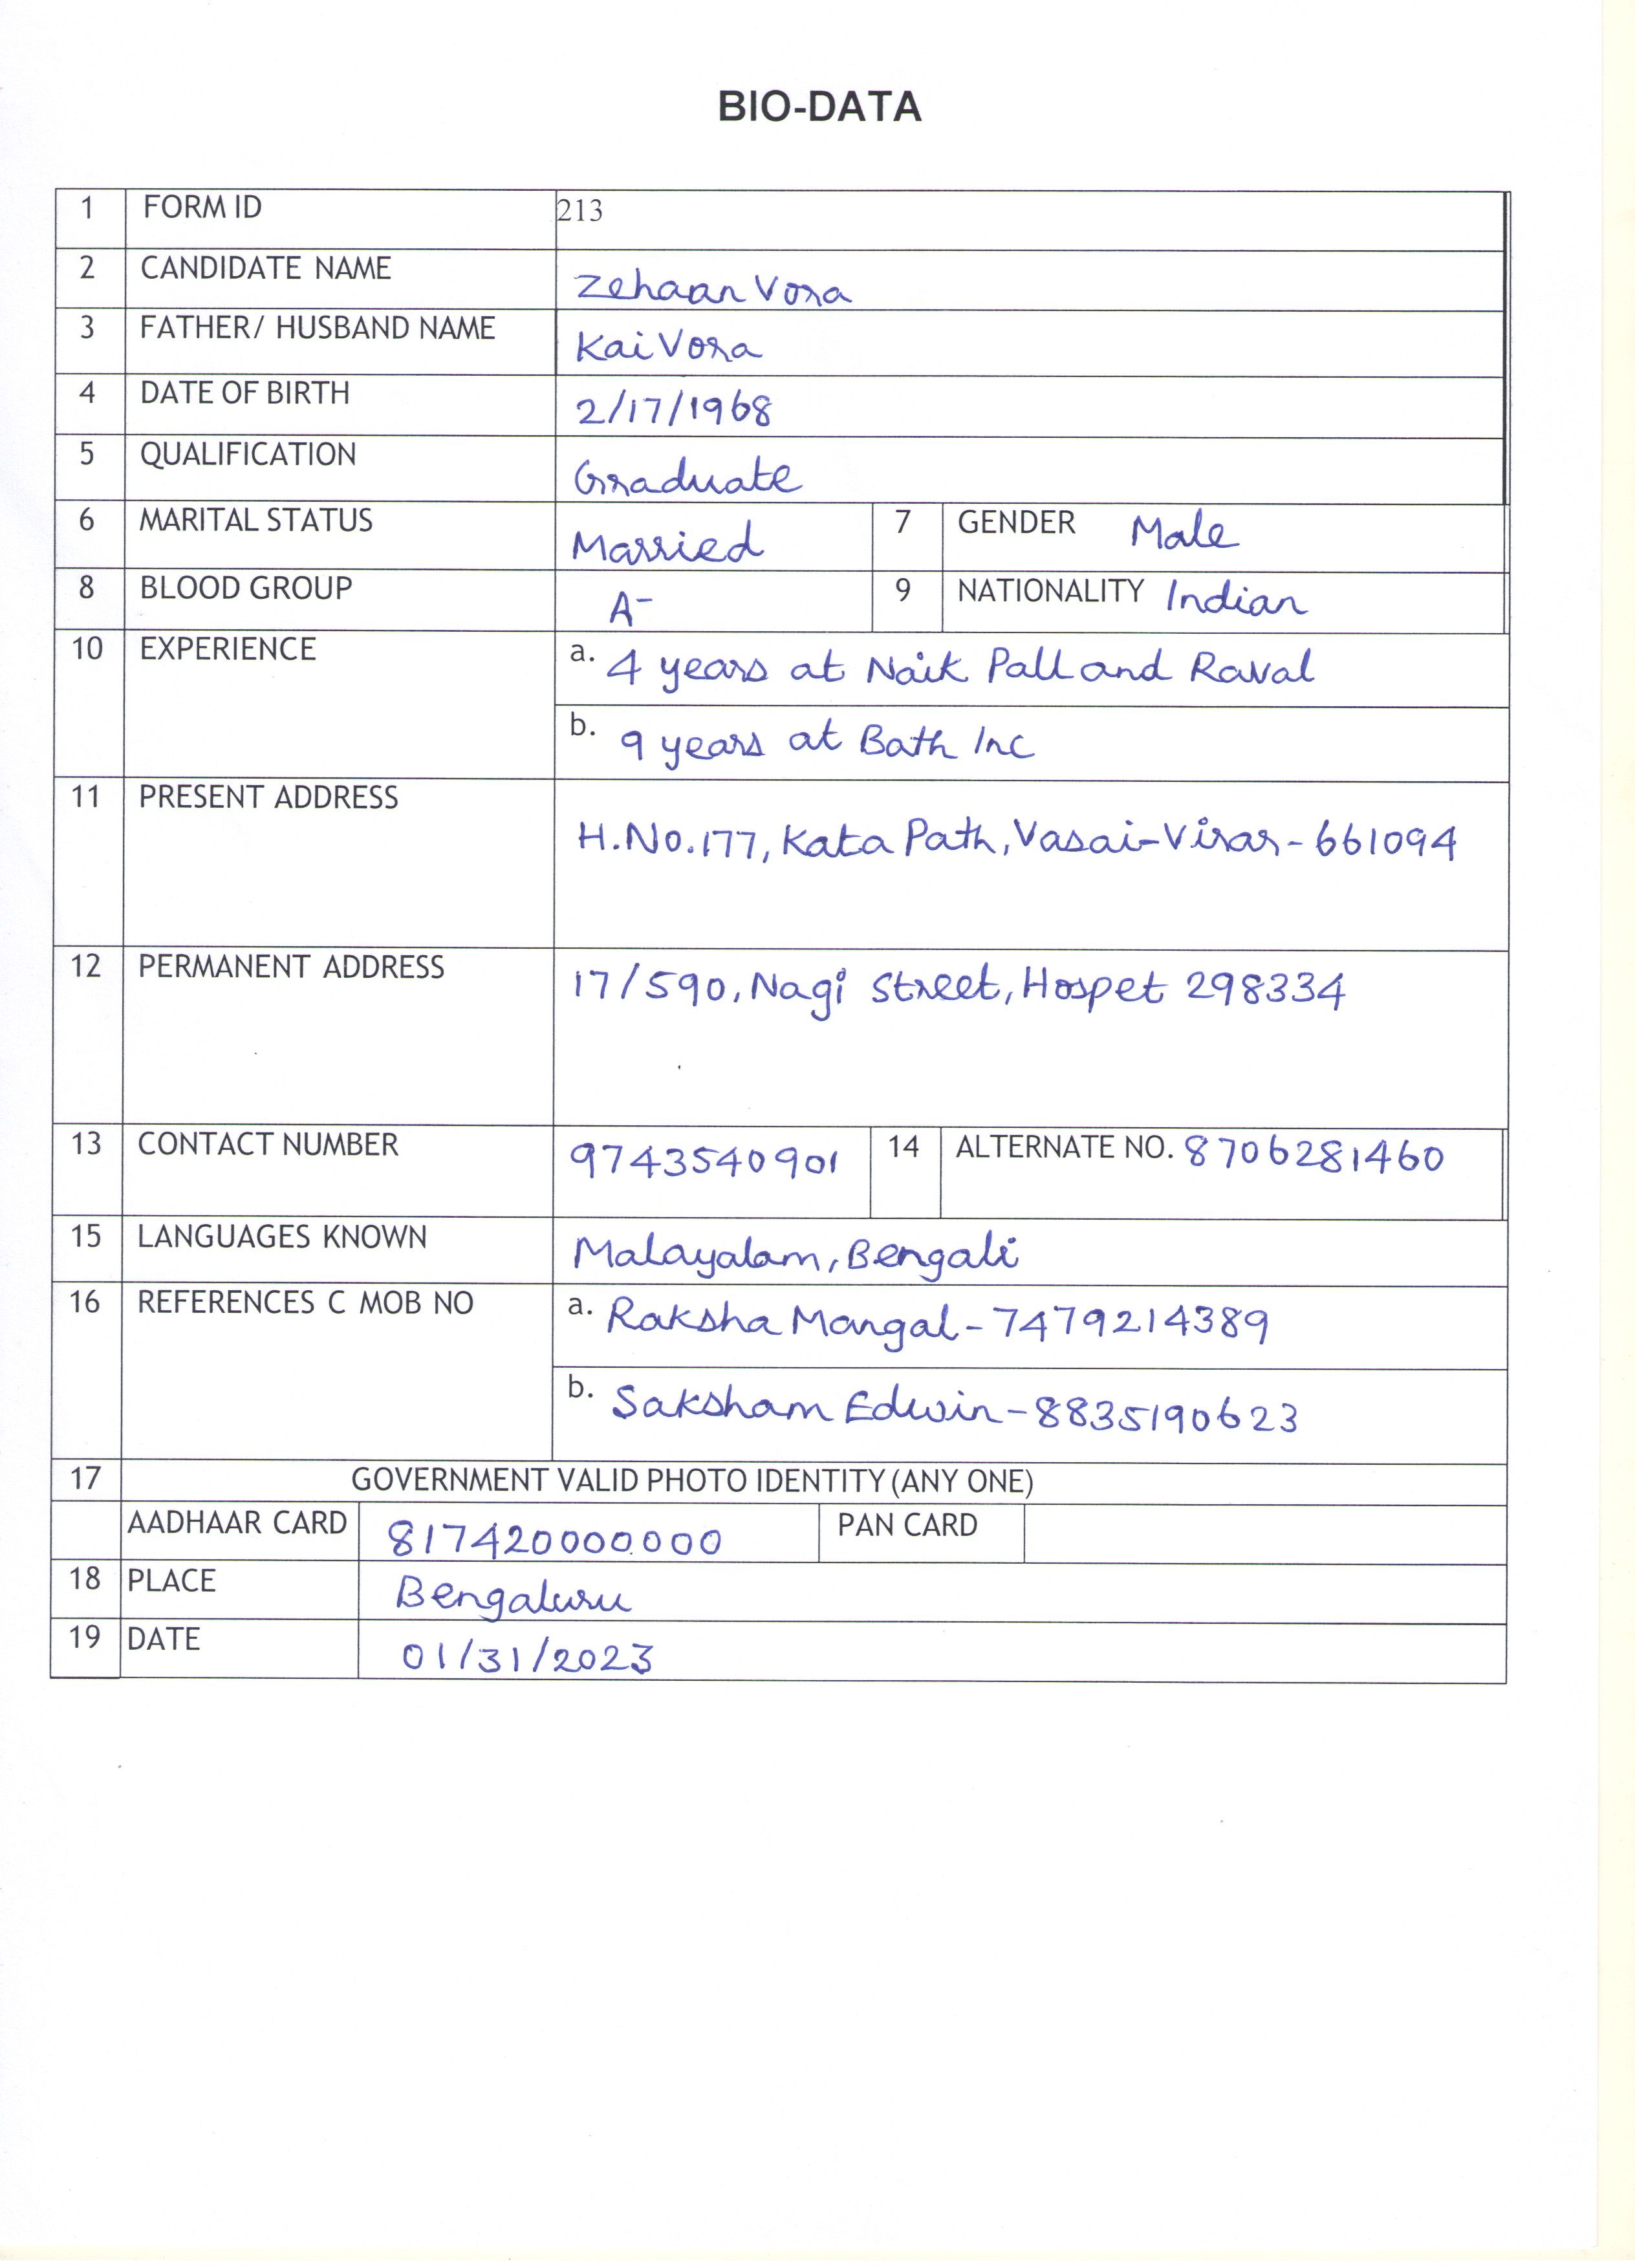 BIO-DATA
1 FORM ID 213
2 CANDIDATE NAME Zehaan Vora
3 FATHER/ HUSBAND NAME Kai Vora
4 DATE OF BIRTH 2/17/1968
5 QUALIFICATION Graduate
6 MARITAL STATUS Married 7 GENDER Male
8 BLOOD GROUP A- 9 NATIONALITY Indian
10 EXPERIENCE a. 4 years at Naik Pall and Raval
b. 9 years at Bath Inc
11 PRESENT ADDRESS H.No.177, Kata Path, Vasai-Virar-661094
12 PERMANENT ADDRESS 17/590, Nagi Street, Hospet 298334
13 CONTACT NUMBER 9743540901 14 ALTERNATE NO. 8706281460
15 LANGUAGES KNOWN Malayalam, Bengali
16 REFERENCES C MOB NO a. Raksha Mangal-7479214389
b. Saksham Edwin-8835190623
17 GOVERNMENT VALID PHOTO IDENTITY (ANY ONE)
AADHAAR CARD 817420000000 PAN CARD
18 PLACE Bengaluru
19 DATE 01/31/2023